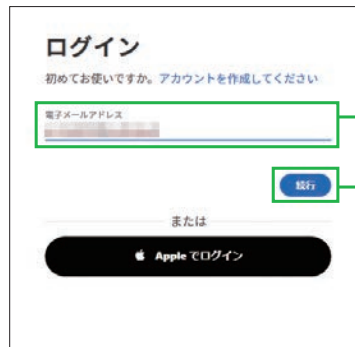 ログイン
初めてお使いですか。アカウントを作成してください
電子メールアドレス
続行
または
Apple でログイン